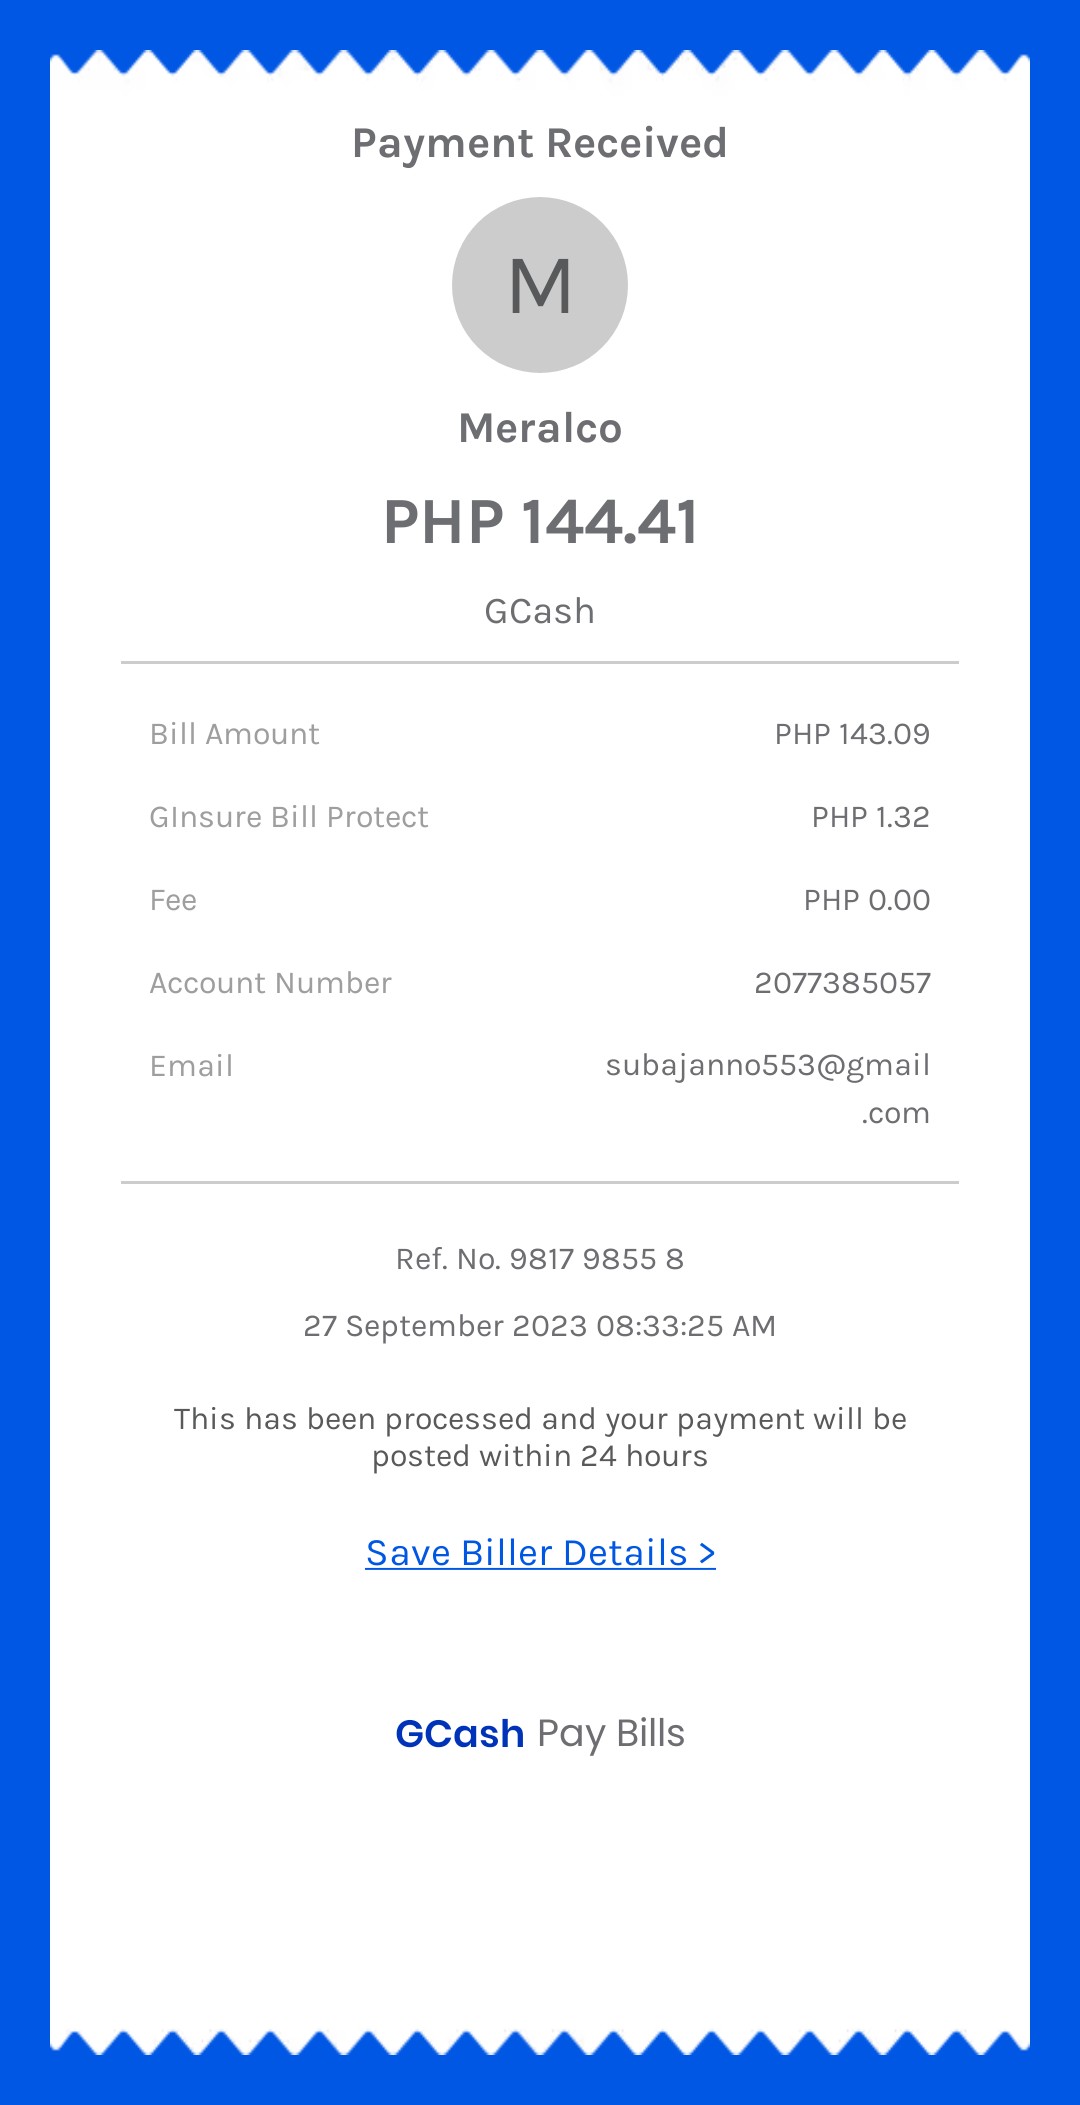 Payment Received
M
Meralco
PHP 144.41
GCash
Bill Amount PHP 143.09
GInsure Bill Protect PHP 1.32
Fee PHP 0.00
Account Number 2077385057
Email subajanno553@gmail
.com
Ref. No. 9817 9855 8
27 September 2023 08:33:25 AM
This has been processed and your payment will be
posted within 24 hours
Save Biller Details >
GCash Pay Bills